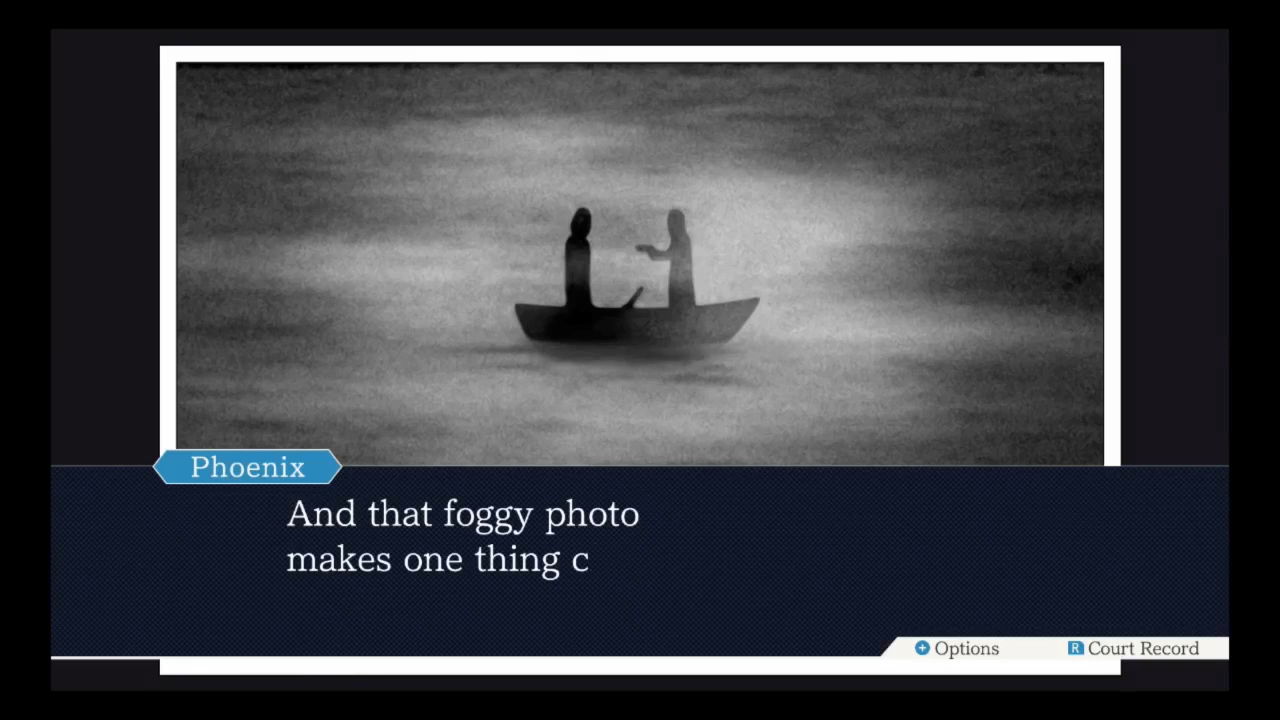 Phoenix
And that foggy photo
makes one thing c
+ Options
R Court Record